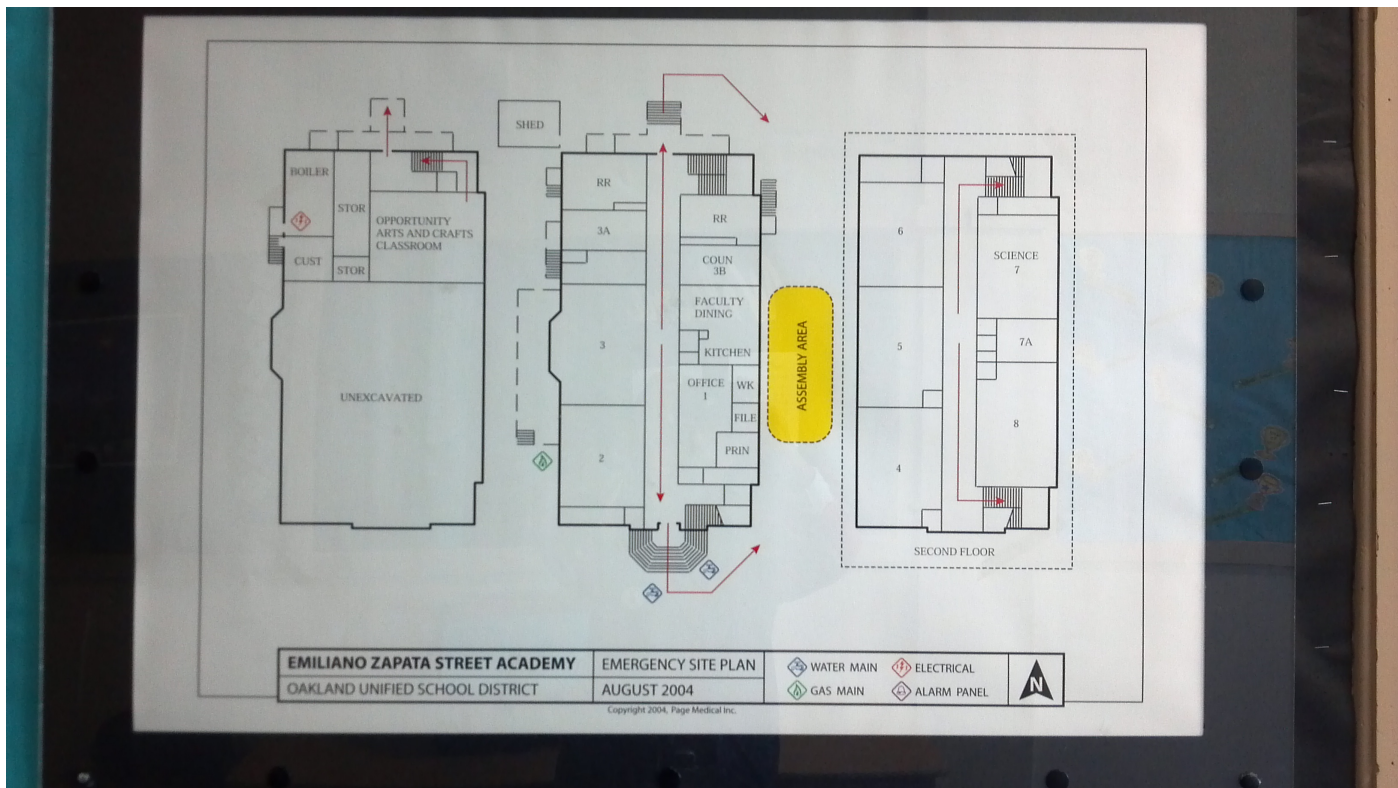 BOILER
STOR
OPPORTUNITY
ARTS AND CRAFTS
CLASSROOM
CUST
STOR
UNEXCAVATED
SHED
RR
3A
3
2
RR
COUN
3B
FACULTY
DINING
KITCHEN
OFFICE
1
WK
FILE
PRIN
ASSEMBLY AREA
6
5
4
SCIENCE
7
7A
8
SECOND FLOOR
EMILIANO ZAPATA STREET ACADEMY
OAKLAND UNIFIED SCHOOL DISTRICT
EMERGENCY SITE PLAN
AUGUST 2004
WATER MAIN
ELECTRICAL
GAS MAIN
ALARM PANEL
N
Copyright 2004, Page Medical Inc.